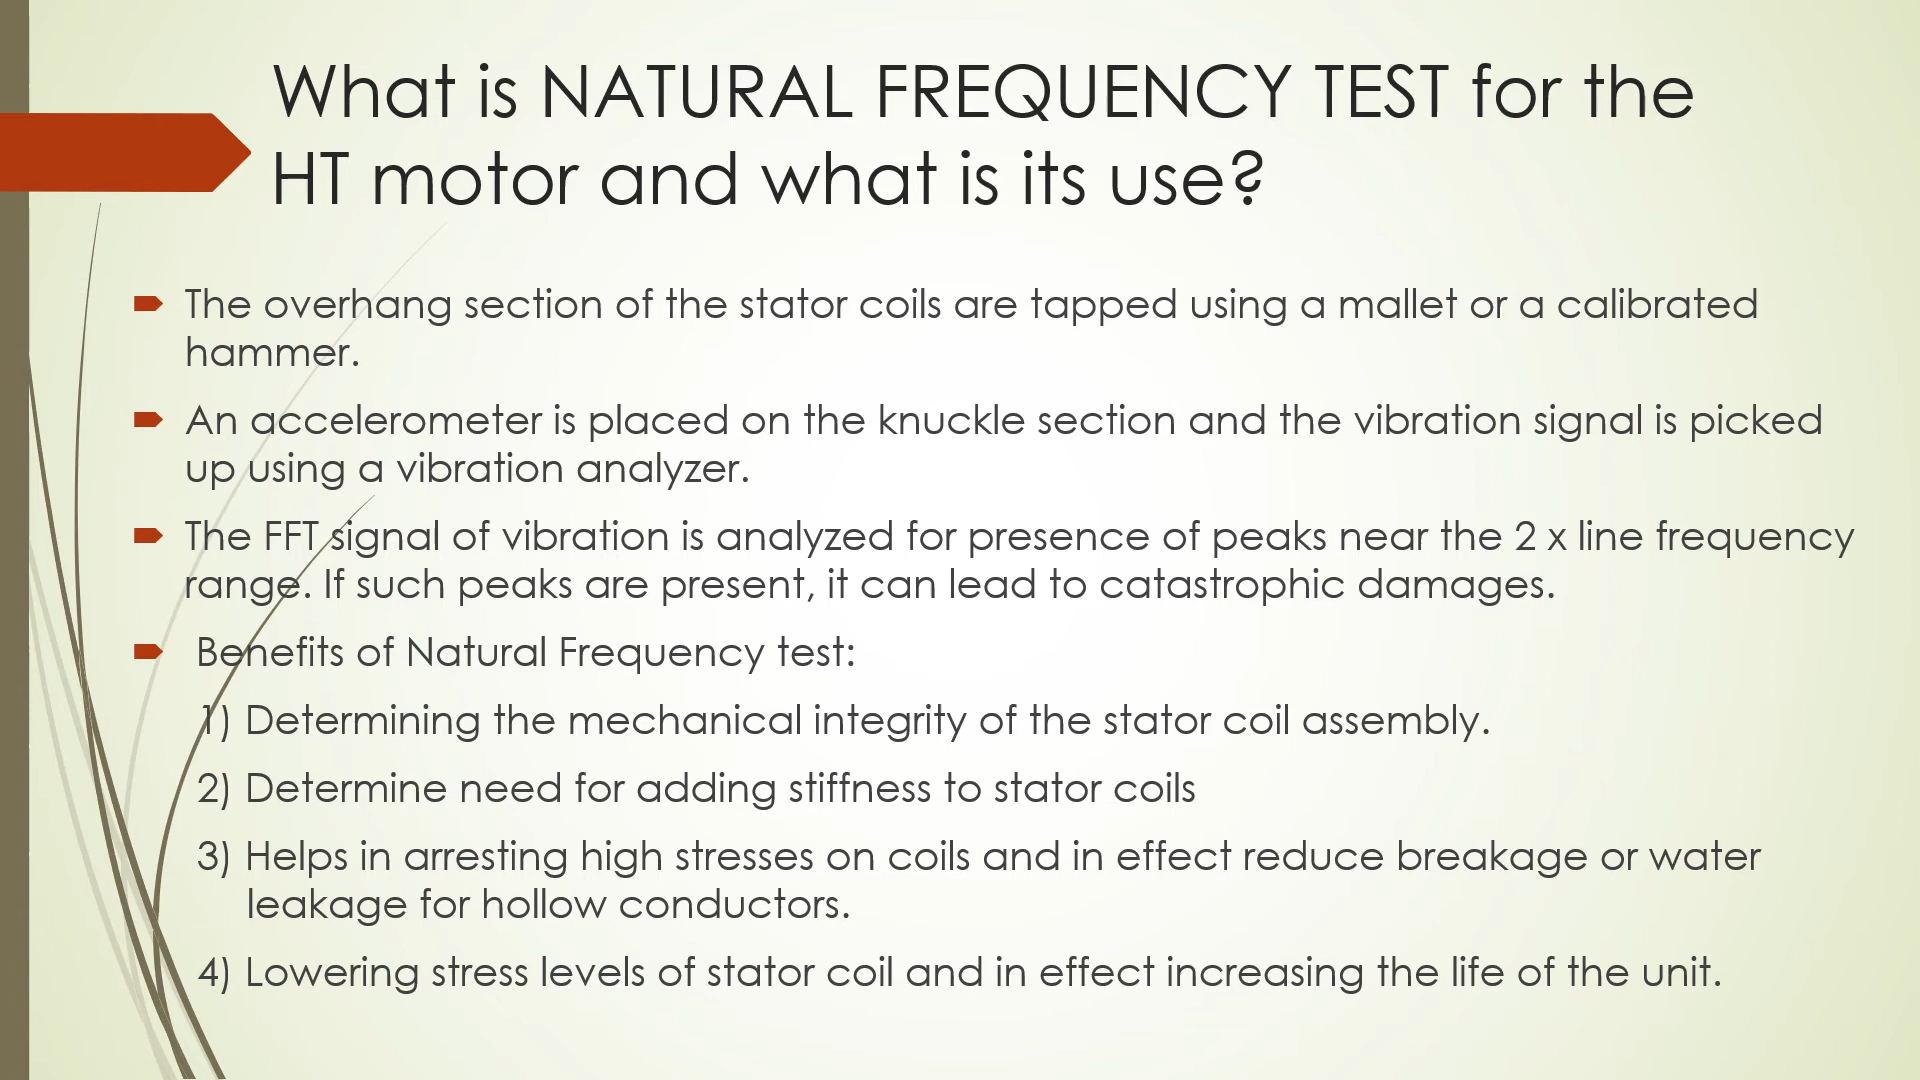 What is NATURAL FREQUENCY TEST for the
HT motor and what is its use?
The overhang section of the stator coils are tapped using a mallet or a calibrated
hammer.
An accelerometer is placed on the knuckle section and the vibration signal is picked
up using a vibration analyzer.
The FFT signal of vibration is analyzed for presence of peaks near the 2 x line frequency
range. If such peaks are present, it can lead to catastrophic damages.
Benefits of Natural Frequency test:
1) Determining the mechanical integrity of the stator coil assembly.
2) Determine need for adding stiffness to stator coils
3) Helps in arresting high stresses on coils and in effect reduce breakage or water
leakage for hollow conductors.
4) Lowering stress levels of stator coil and in effect increasing the life of the unit.